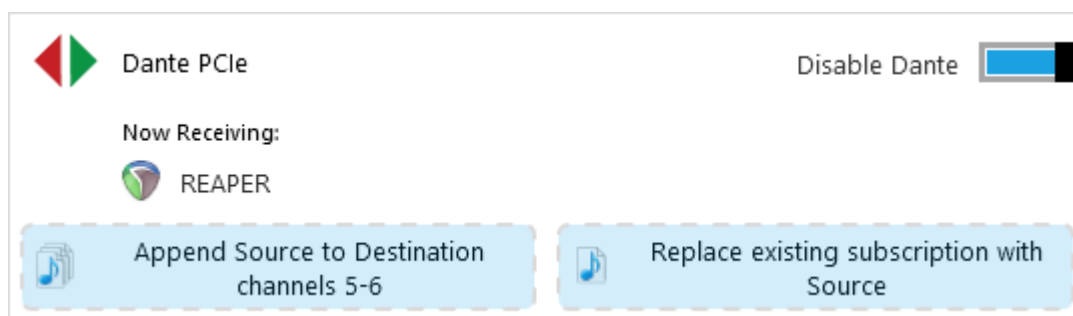 Dante PCIe
Disable Dante
Now Receiving:
REAPER
Append Source to Destination
channels 5-6
Replace existing subscription with
Source